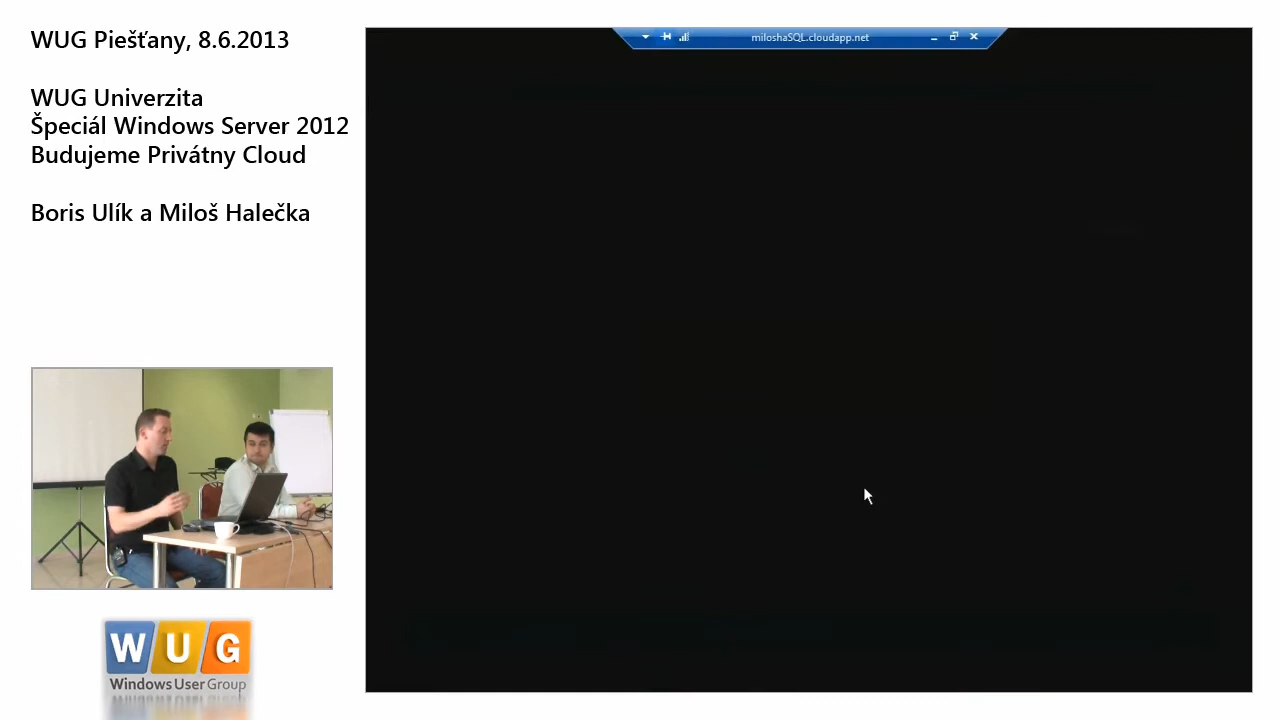 WUG Piešťany, 8.6.2013
WUG Univerzita
Špeciál Windows Server 2012
Budujeme Privátny Cloud
Boris Ulík a Miloš Halečka
miloshaSQL.cloudapp.net
W U G
Windows User Group